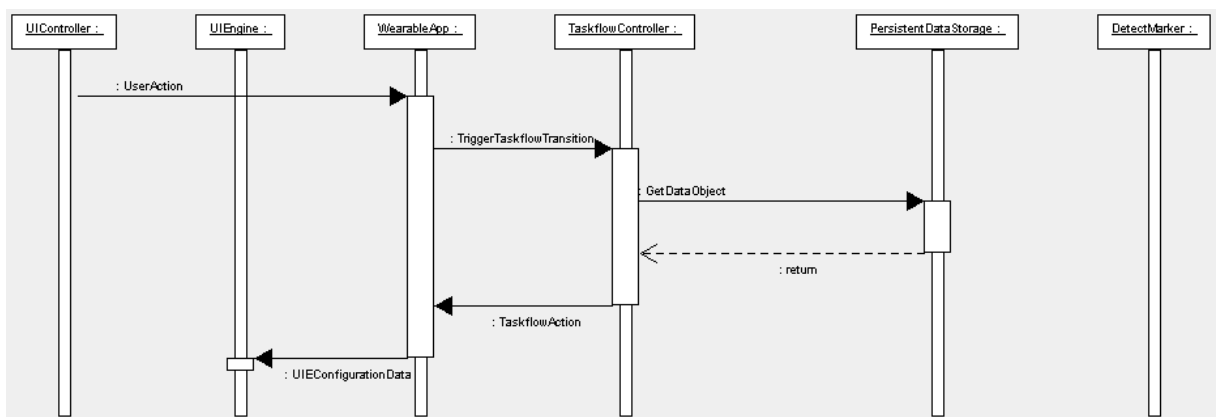 UIController :
UIEngine :
WearableApp :
TaskflowController :
PersistentDataStorage :
DetectMarker :
: UserAction
: TriggerTaskflowTransition
: GetDataObject
: return
: TaskflowAction
: UIEConfigurationData